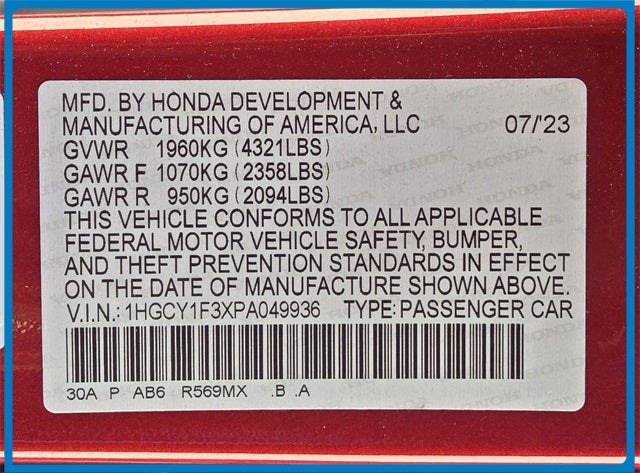 MFD. BY HONDA DEVELOPMENT &
MANUFACTURING OF AMERICA, LLC 07/'23
GVWR 1960KG (4321LBS)
GAWR F 1070KG (2358LBS)
GAWR R 950KG (2094LBS)
THIS VEHICLE CONFORMS TO ALL APPLICABLE
FEDERAL MOTOR VEHICLE SAFETY, BUMPER,
AND THEFT PREVENTION STANDARDS IN EFFECT
ON THE DATE OF MANUFACTURE SHOWN ABOVE.
V.I.N.: 1HGCY1F3XPA049936 TYPE: PASSENGER CAR
30A P AB6 R569MX .B .A